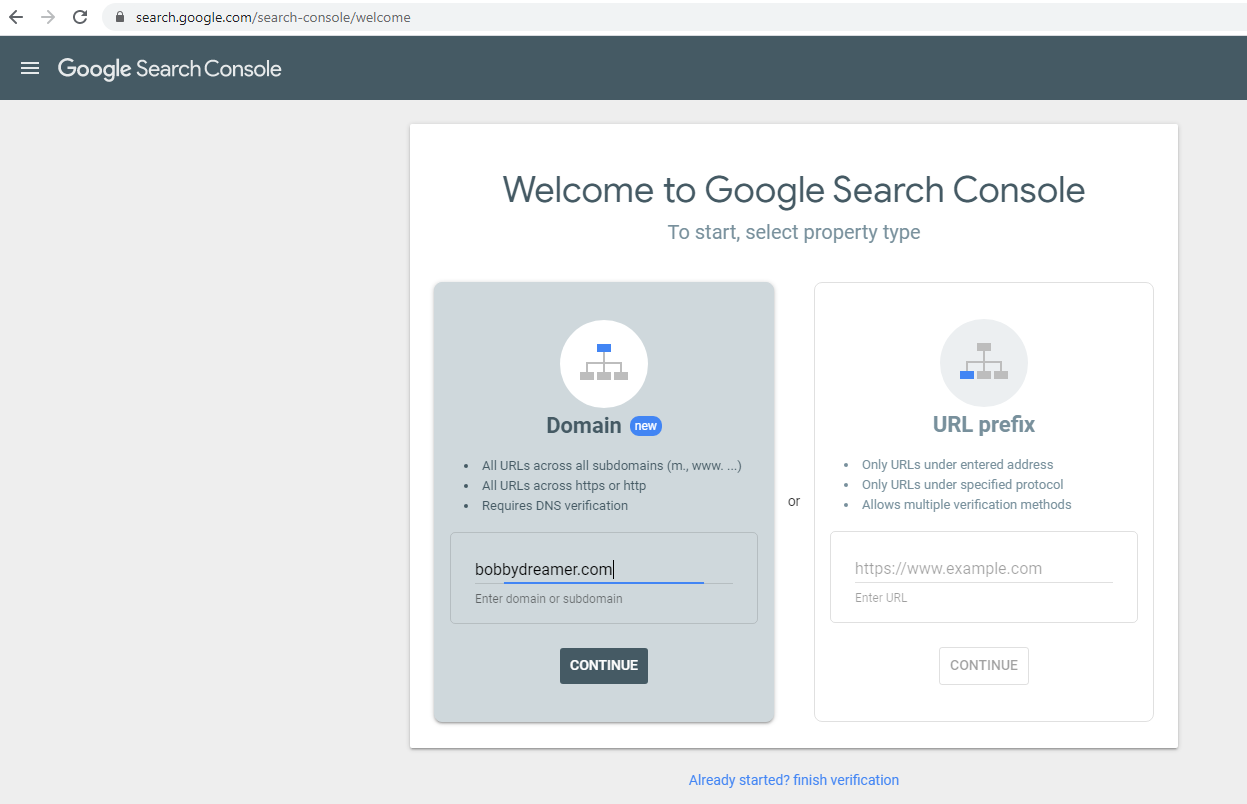 search.google.com/search-console/welcome
Google Search Console
Welcome to Google Search Console
To start, select property type
Domain new
• All URLs across all subdomains (m., www. ...)
• All URLs across https or http
• Requires DNS verification
bobbydreamer.com
Enter domain or subdomain
CONTINUE
or
URL prefix
• Only URLs under entered address
• Only URLs under specified protocol
• Allows multiple verification methods
https://www.example.com
Enter URL
CONTINUE
Already started? finish verification